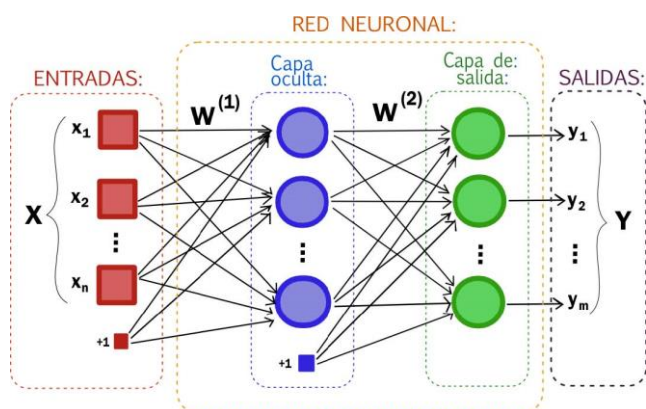 RED NEURONAL:
ENTRADAS:
Capa
oculta:
Capa de:
salida:
SALIDAS:
W(1)
W(2)
x1
x2
xn
X
+1
+1
y1
y2
ym
Y